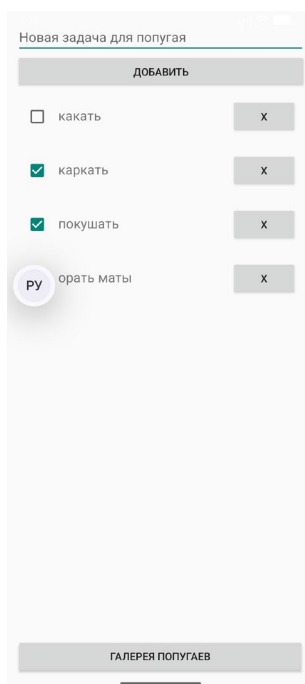 Новая задача для попугая
ДОБАВИТЬ
какать X
каркать X
покушать X
РУ орать маты X
ГАЛЕРЕЯ ПОПУГАЕВ